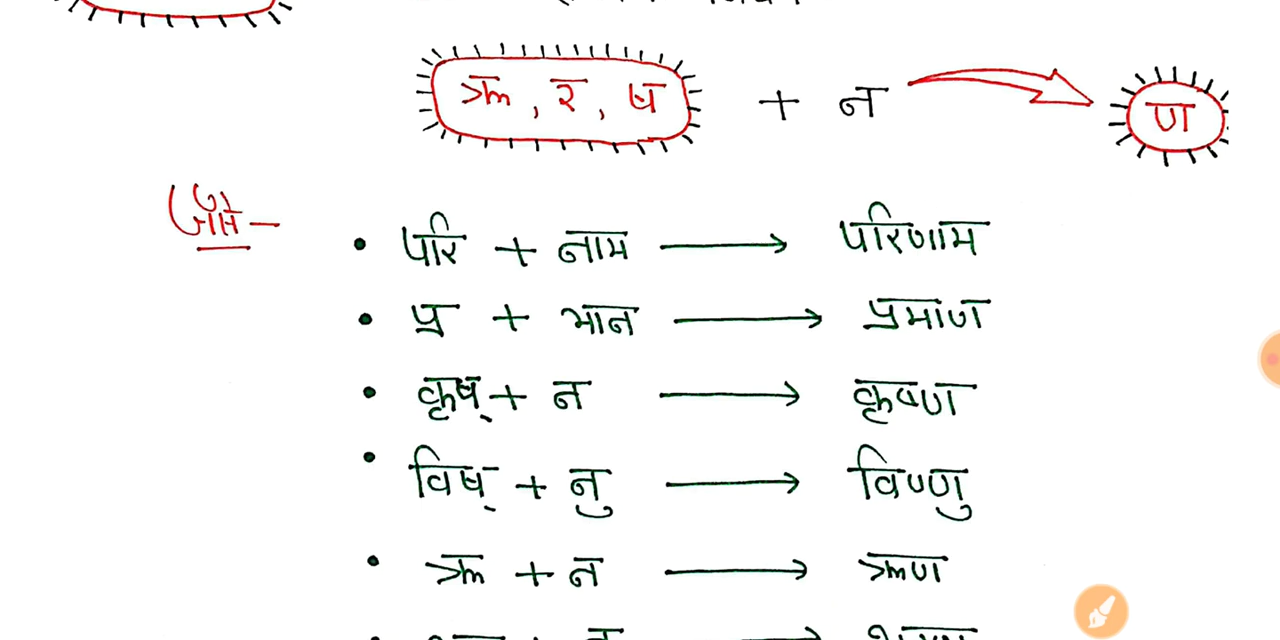 ऋ, र, ष + न ण
जैसे -
• परि + नाम → परिणाम
• प्र + मान → प्रमाण
• कृष् + न → कृष्ण
• विष् + नु → विष्णु
• ऋ + न → ऋण